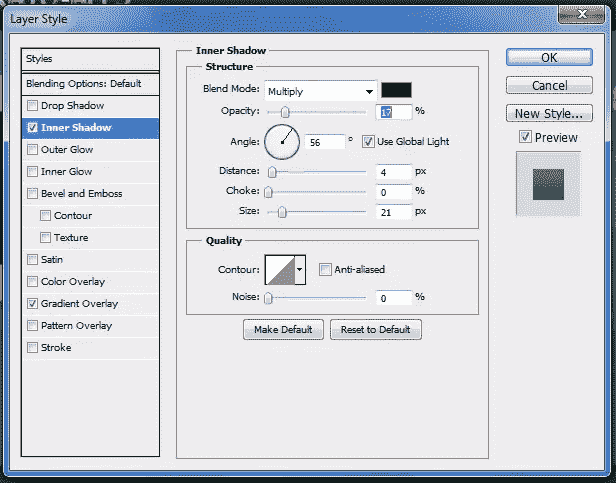 Layer Style
Styles
Blending Options: Default
Drop Shadow
Inner Shadow
Outer Glow
Inner Glow
Bevel and Emboss
Contour
Texture
Satin
Color Overlay
Gradient Overlay
Pattern Overlay
Stroke
Inner Shadow
Structure
Blend Mode: Multiply
Opacity: 17 %
Angle: 56 ° Use Global Light
Distance: 4 px
Choke: 0 %
Size: 21 px
Quality
Contour: Anti-aliased
Noise: 0 %
Make Default Reset to Default
OK
Cancel
New Style...
Preview